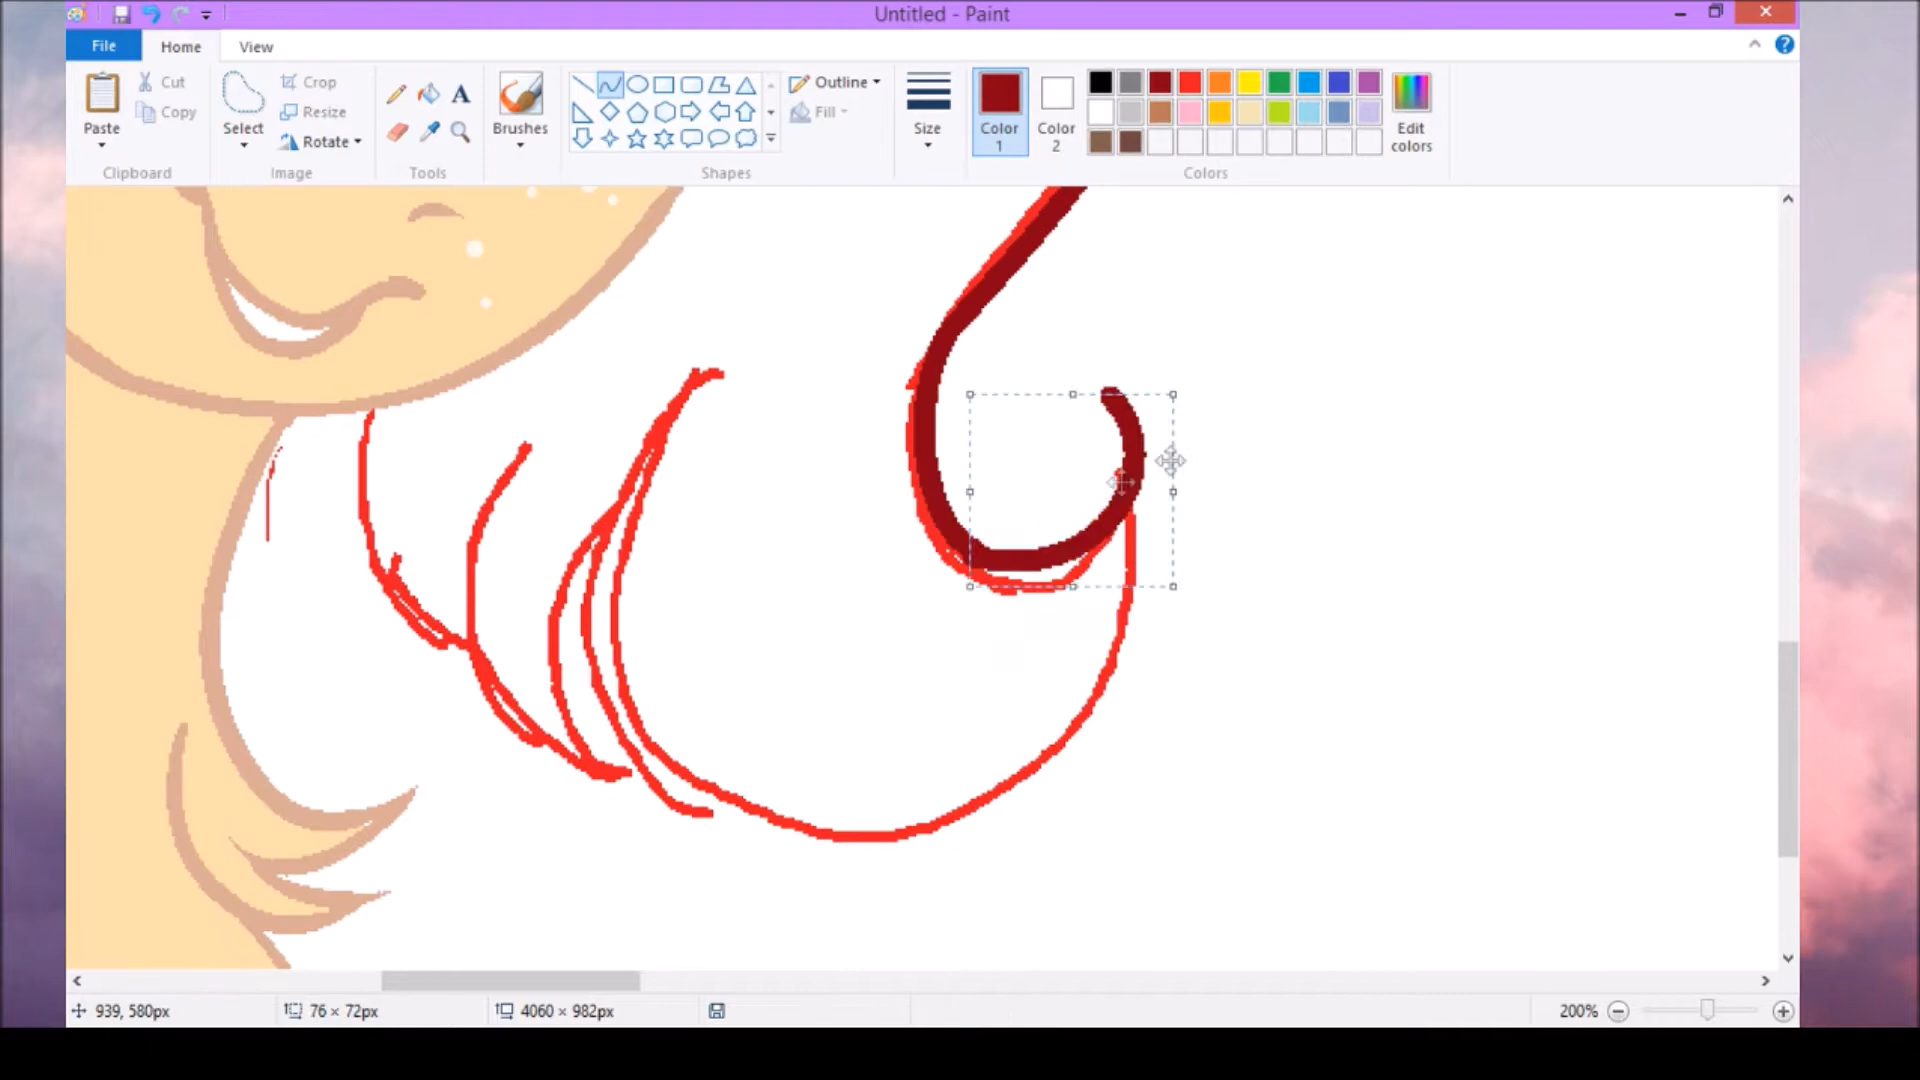 Untitled - Paint
File Home View
Paste
Cut
Copy
Clipboard
Select
Crop
Resize
Rotate
Image
A
Tools
Brushes
Shapes
Outline
Fill
Size
Color
1
Color
2
Edit
colors
Colors
939, 580px
76 × 72px
4060 × 982px
200%